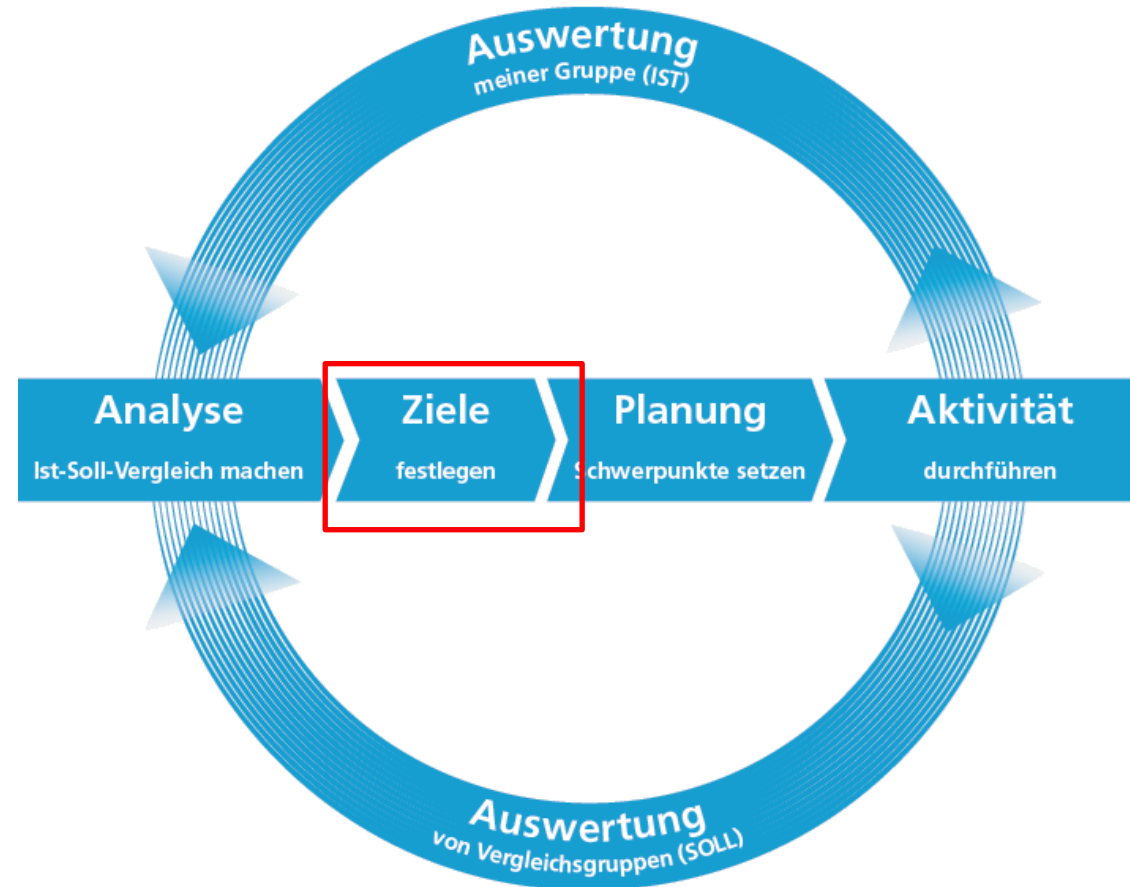 Auswertung
meiner Gruppe (IST)
Analyse
Ist-Soll-Vergleich machen
Ziele
festlegen
Planung
Schwerpunkte setzen
Aktivität
durchführen
Auswertung
von Vergleichsgruppen (SOLL)